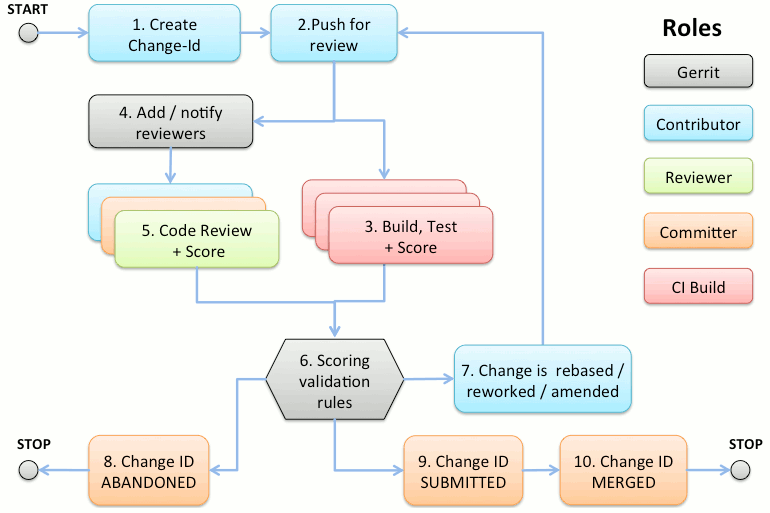 START
1. Create
Change-Id
2.Push for
review
Roles
Gerrit
4. Add / notify
reviewers
Contributor
Reviewer
5. Code Review
+ Score
3. Build, Test
+ Score
Committer
CI Build
6. Scoring
validation
rules
7. Change is rebased /
reworked / amended
STOP
8. Change ID
ABANDONED
9. Change ID
SUBMITTED
10. Change ID
MERGED
STOP